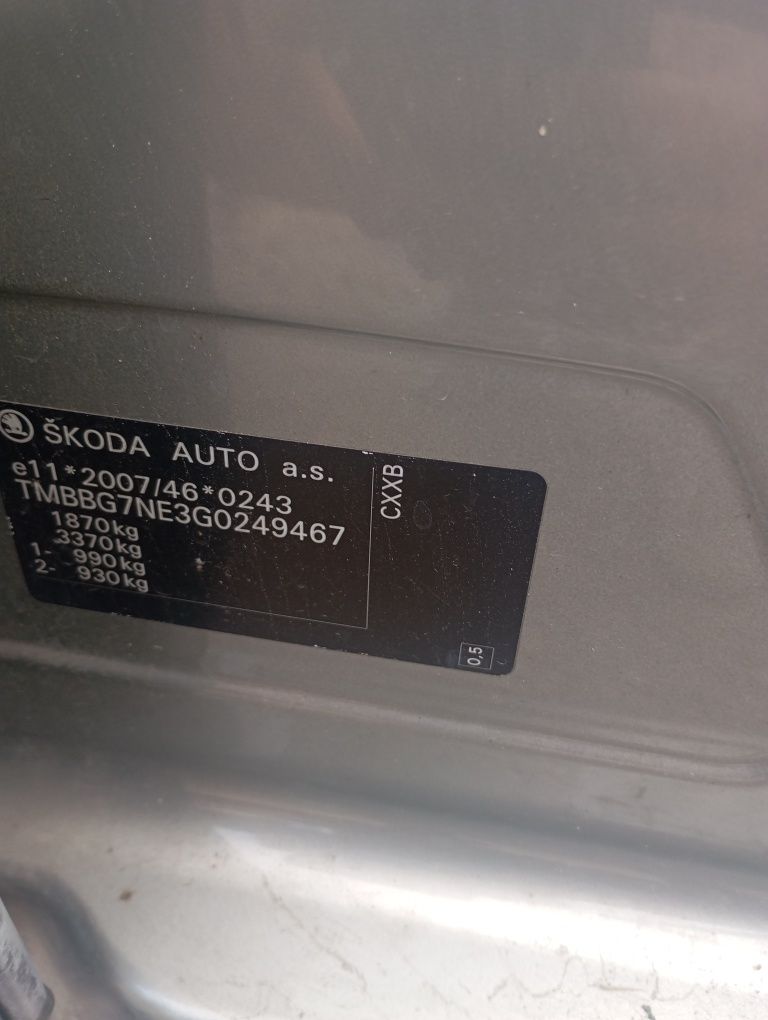 ŠKODA AUTO a.s.
e11*2007/46*0243
TMBBG7NE3G0249467
1870kg
3370kg
1- 990kg
2- 930kg
CXXB
0,5